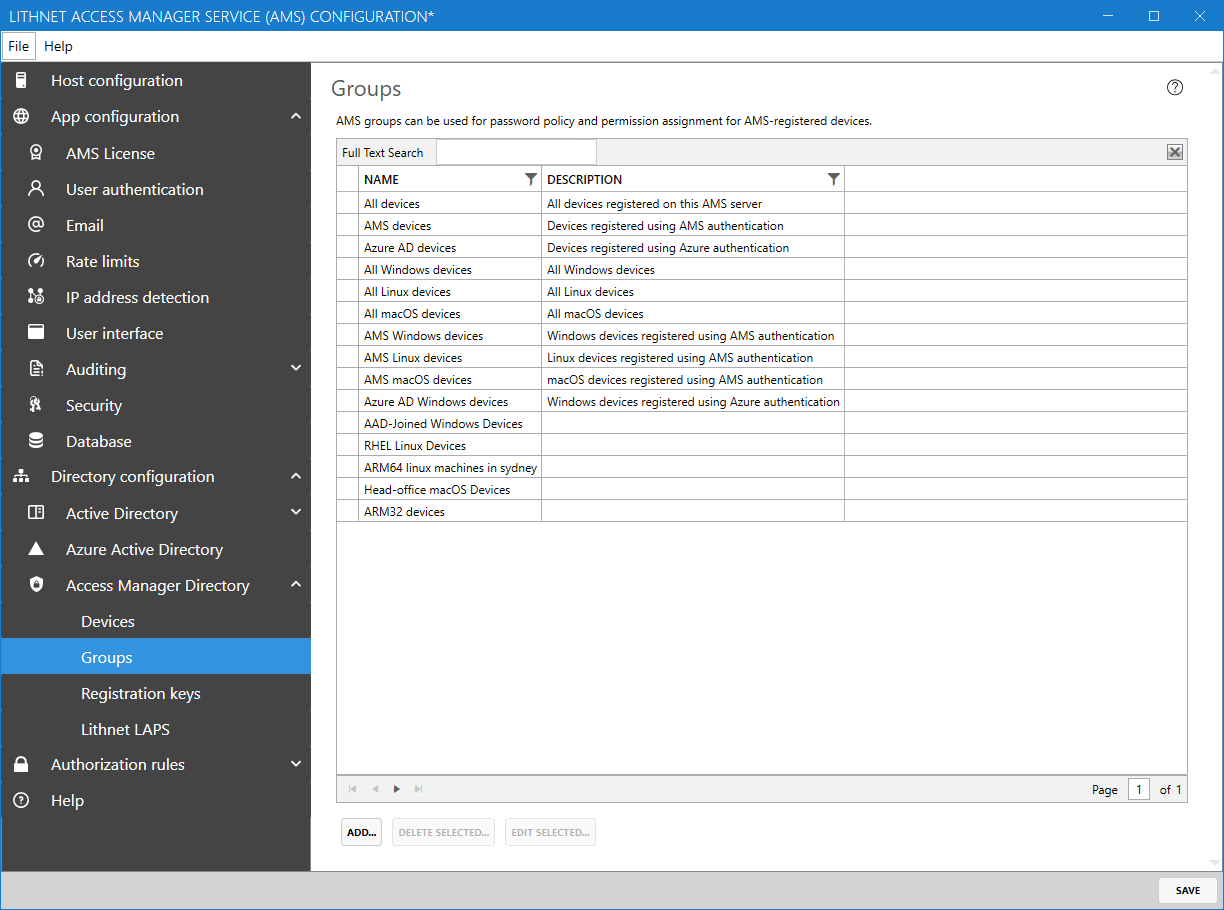 LITHNET ACCESS MANAGER SERVICE (AMS) CONFIGURATION*
File Help
Host configuration
App configuration
AMS License
User authentication
Email
Rate limits
IP address detection
User interface
Auditing
Security
Database
Directory configuration
Active Directory
Azure Active Directory
Access Manager Directory
Devices
Groups
Registration keys
Lithnet LAPS
Authorization rules
Help
Groups
AMS groups can be used for password policy and permission assignment for AMS-registered devices.
Full Text Search
NAME DESCRIPTION
All devices All devices registered on this AMS server
AMS devices Devices registered using AMS authentication
Azure AD devices Devices registered using Azure authentication
All Windows devices All Windows devices
All Linux devices All Linux devices
All macOS devices All macOS devices
AMS Windows devices Windows devices registered using AMS authentication
AMS Linux devices Linux devices registered using AMS authentication
AMS macOS devices macOS devices registered using AMS authentication
Azure AD Windows devices Windows devices registered using Azure authentication
AAD-Joined Windows Devices
RHEL Linux Devices
ARM64 linux machines in sydney
Head-office macOS Devices
ARM32 devices
Page 1 of 1
ADD... DELETE SELECTED... EDIT SELECTED...
SAVE